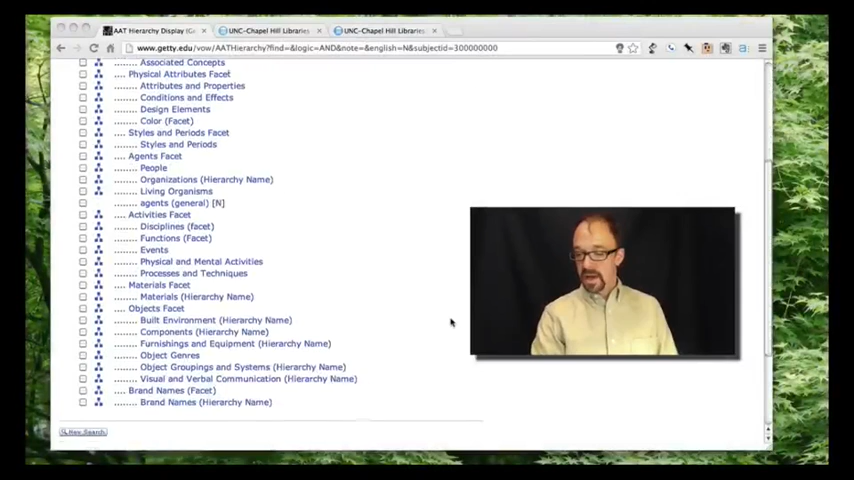 AAT Hierarchy Display (G
UNC-Chapel Hill Libraries
UNC-Chapel Hill Libraries
www.getty.edu/vow/AATHierarchy?find=&logic=AND&note=&english=N&subjectid=300000000
........ Associated Concepts
.... Physical Attributes Facet
........ Attributes and Properties
........ Conditions and Effects
........ Design Elements
........ Color (Facet)
.... Styles and Periods Facet
........ Styles and Periods
.... Agents Facet
........ People
........ Organizations (Hierarchy Name)
........ Living Organisms
........ agents (general) [N]
.... Activities Facet
........ Disciplines (facet)
........ Functions (Facet)
........ Events
........ Physical and Mental Activities
........ Processes and Techniques
.... Materials Facet
........ Materials (Hierarchy Name)
.... Objects Facet
........ Built Environment (Hierarchy Name)
........ Components (Hierarchy Name)
........ Furnishings and Equipment (Hierarchy Name)
........ Object Genres
........ Object Groupings and Systems (Hierarchy Name)
........ Visual and Verbal Communication (Hierarchy Name)
.... Brand Names (Facet)
........ Brand Names (Hierarchy Name)
New Search